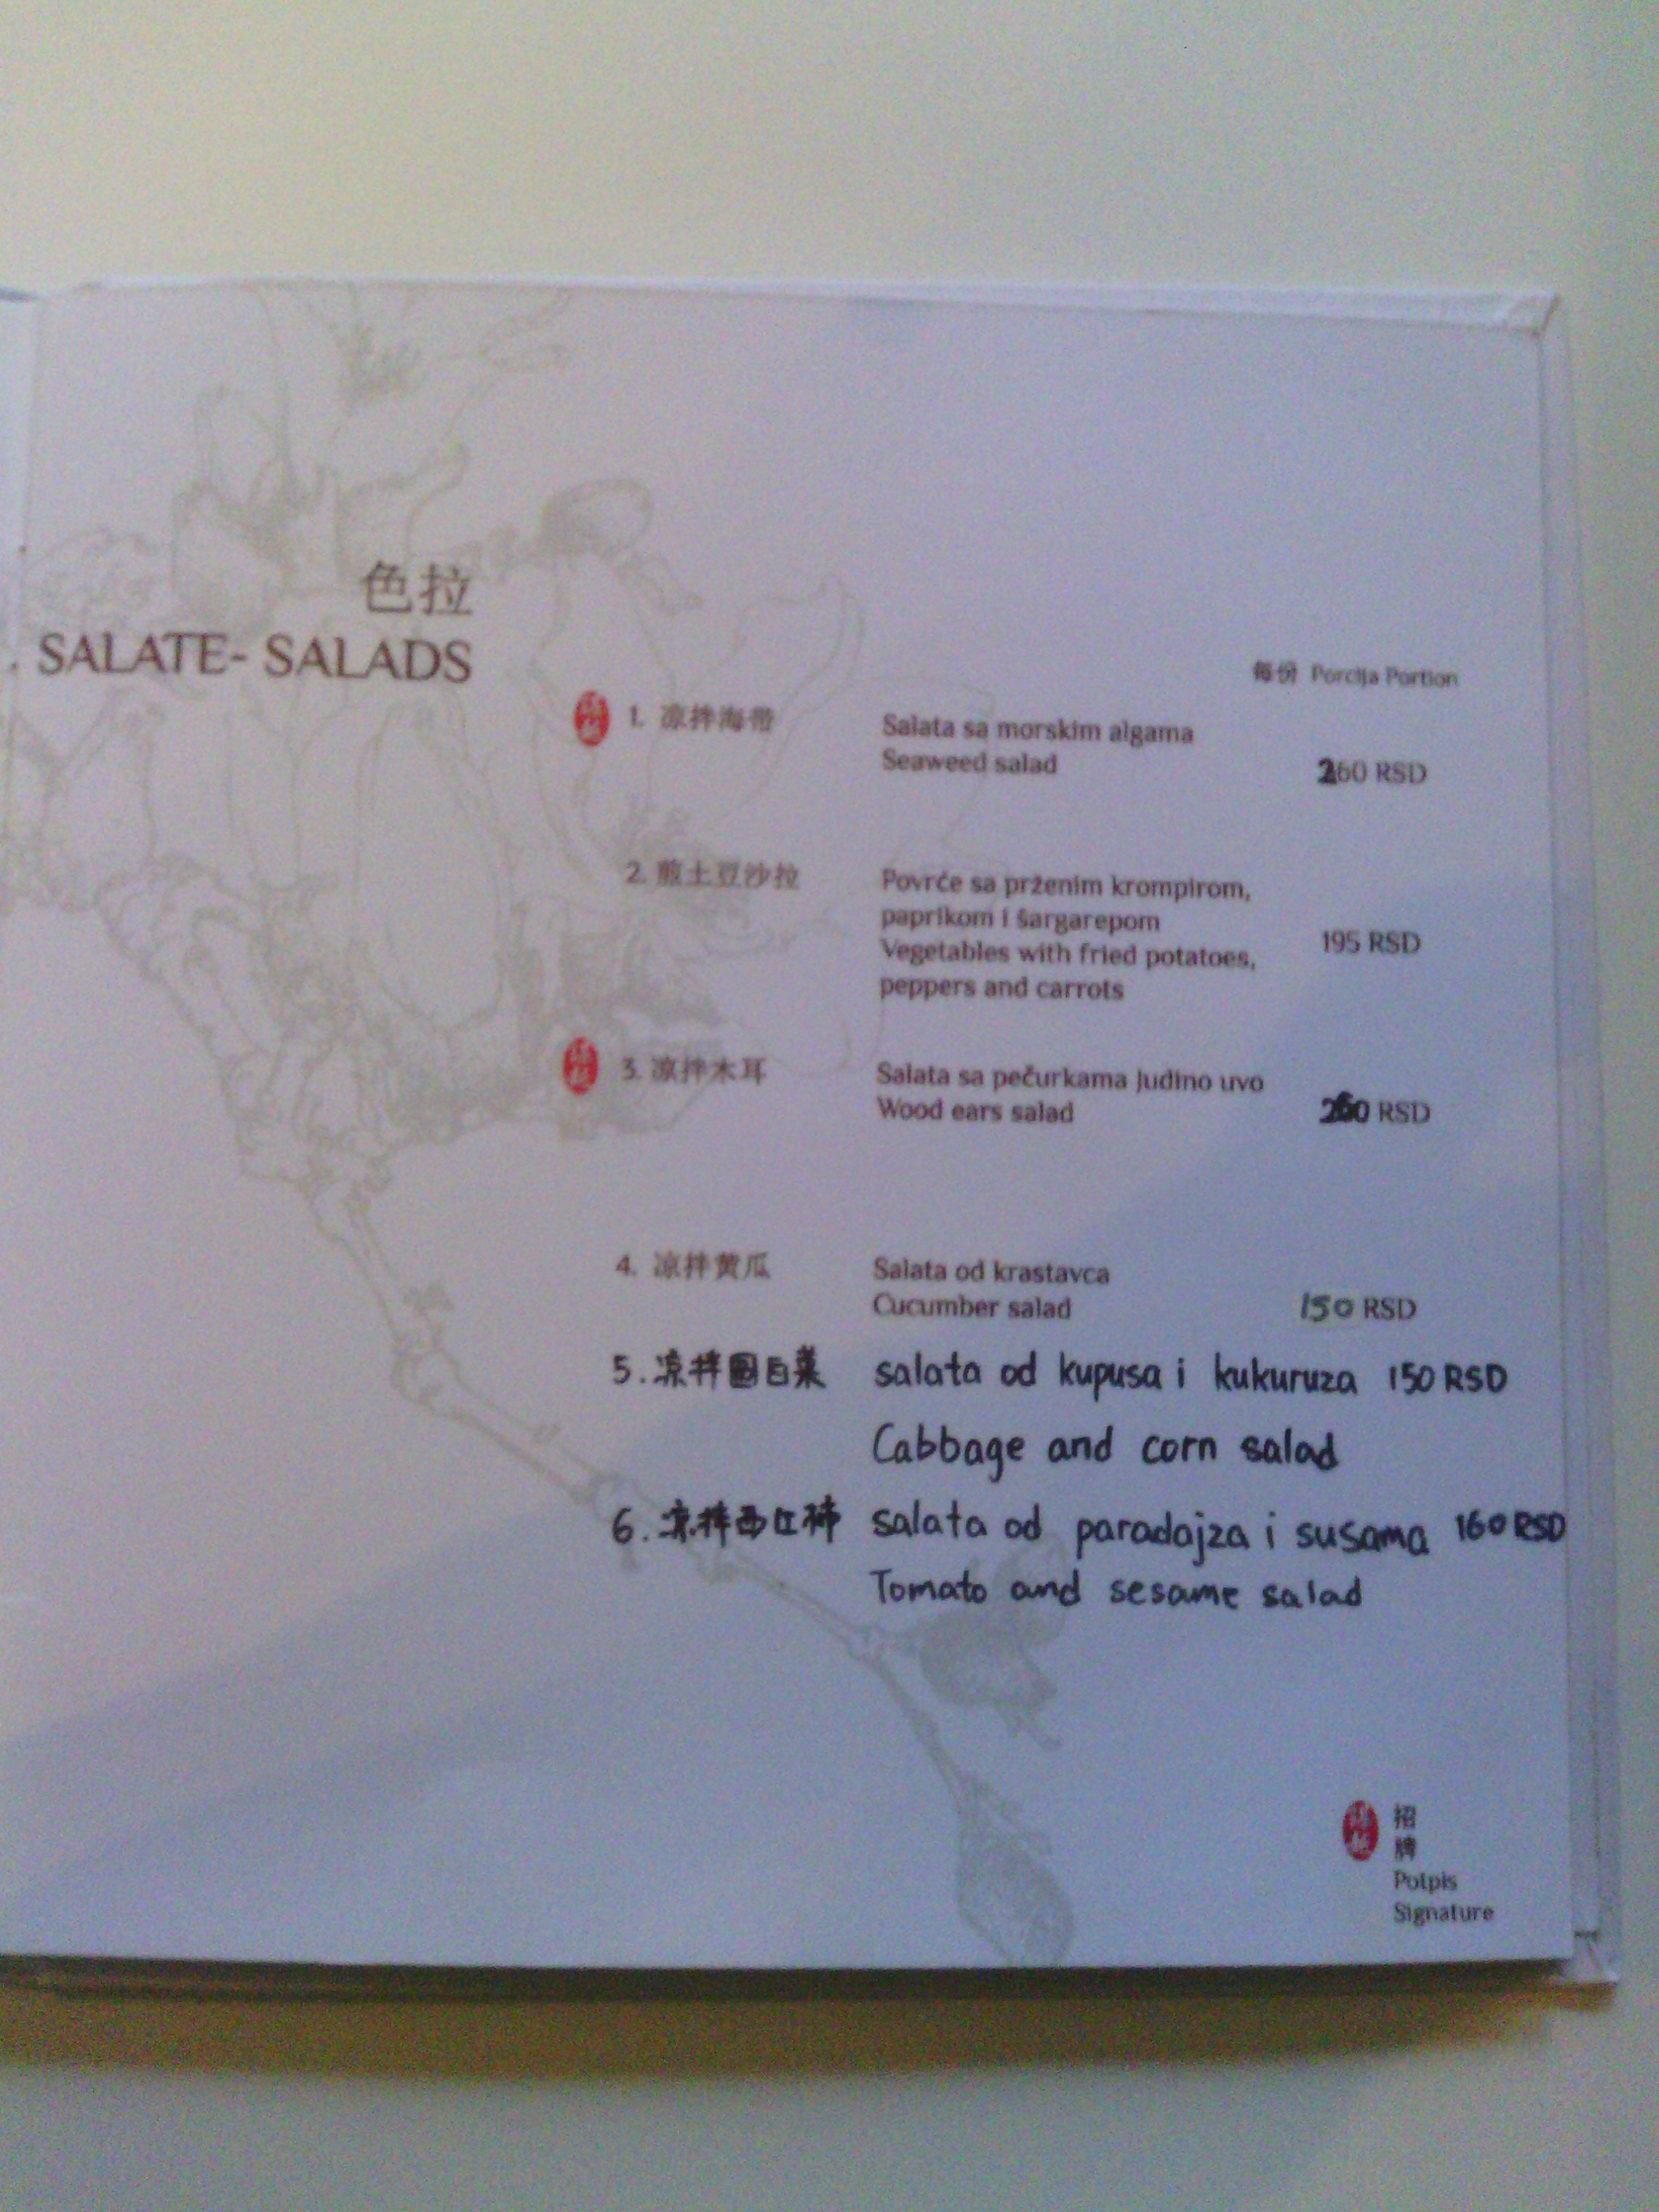 色拉
. SALATE- SALADS
每份 Porcija Portion
1. 凉拌海带 Salata sa morskim algama
Seaweed salad
260 RSD
2. 煎土豆沙拉 Povrće sa prženim krompirom,
paprikom i šargarepom
Vegetables with fried potatoes,
peppers and carrots
195 RSD
3. 凉拌木耳 Salata sa pečurkama Judino uvo
Wood ears salad
260 RSD
4. 凉拌黄瓜 Salata od krastavca
Cucumber salad
150 RSD
5. 凉拌圆白菜 salata od kupusa i kukuruza 150 RSD
Cabbage and corn salad
6. 凉拌西红柿 salata od paradajza i susama 160 RSD
Tomato and sesame salad
招
牌
Potpis
Signature